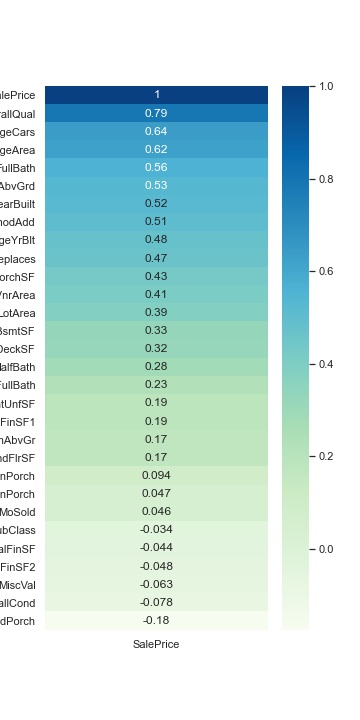 alePrice 1
rallQual 0.79
geCars 0.64
geArea 0.62
FullBath 0.56
AbvGrd 0.53
earBuilt 0.52
nodAdd 0.51
geYrBlt 0.48
eplaces 0.47
orchSF 0.43
VnrArea 0.41
LotArea 0.39
BsmtSF 0.33
DeckSF 0.32
HalfBath 0.28
FullBath 0.23
ntUnfSF 0.19
FinSF1 0.19
nAbvGr 0.17
ndFlrSF 0.17
nPorch 0.094
nPorch 0.047
MoSold 0.046
ubClass -0.034
alFinSF -0.044
FinSF2 -0.048
MiscVal -0.063
allCond -0.078
dPorch -0.18
SalePrice
1.0
0.8
0.6
0.4
0.2
0.0